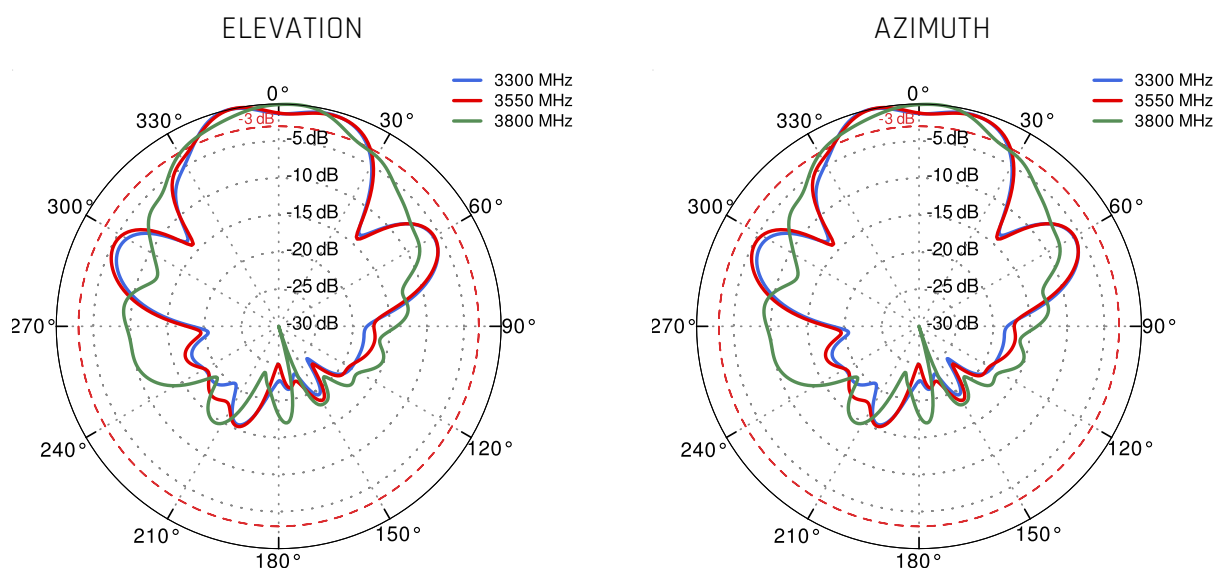 ELEVATION
3300 MHz
3550 MHz
3800 MHz
0°
30°
60°
90°
120°
150°
180°
210°
240°
270°
300°
330°
-3 dB
-5 dB
-10 dB
-15 dB
-20 dB
-25 dB
-30 dB
AZIMUTH
3300 MHz
3550 MHz
3800 MHz
0°
30°
60°
90°
120°
150°
180°
210°
240°
270°
300°
330°
-3 dB
-5 dB
-10 dB
-15 dB
-20 dB
-25 dB
-30 dB